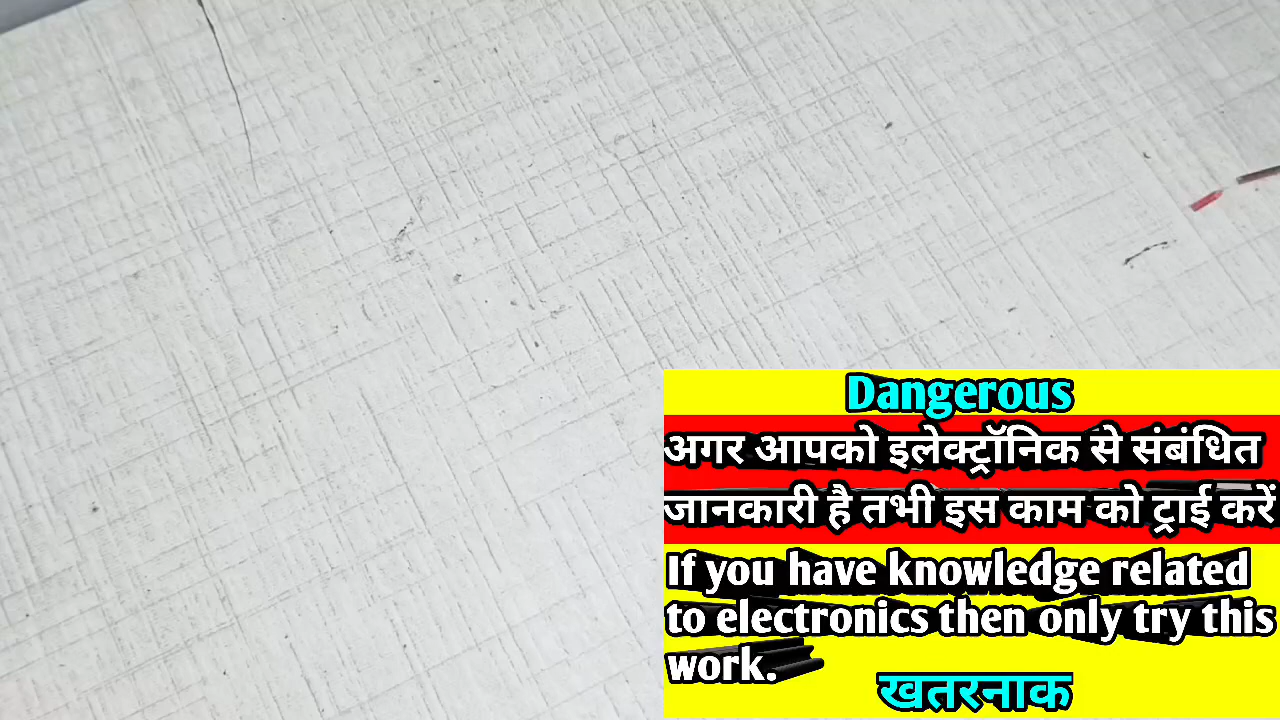 Dangerous
अगर आपको इलेक्ट्रॉनिक से संबंधित
जानकारी है तभी इस काम को ट्राई करें
If you have knowledge related
to electronics then only try this
work.
खतरनाक